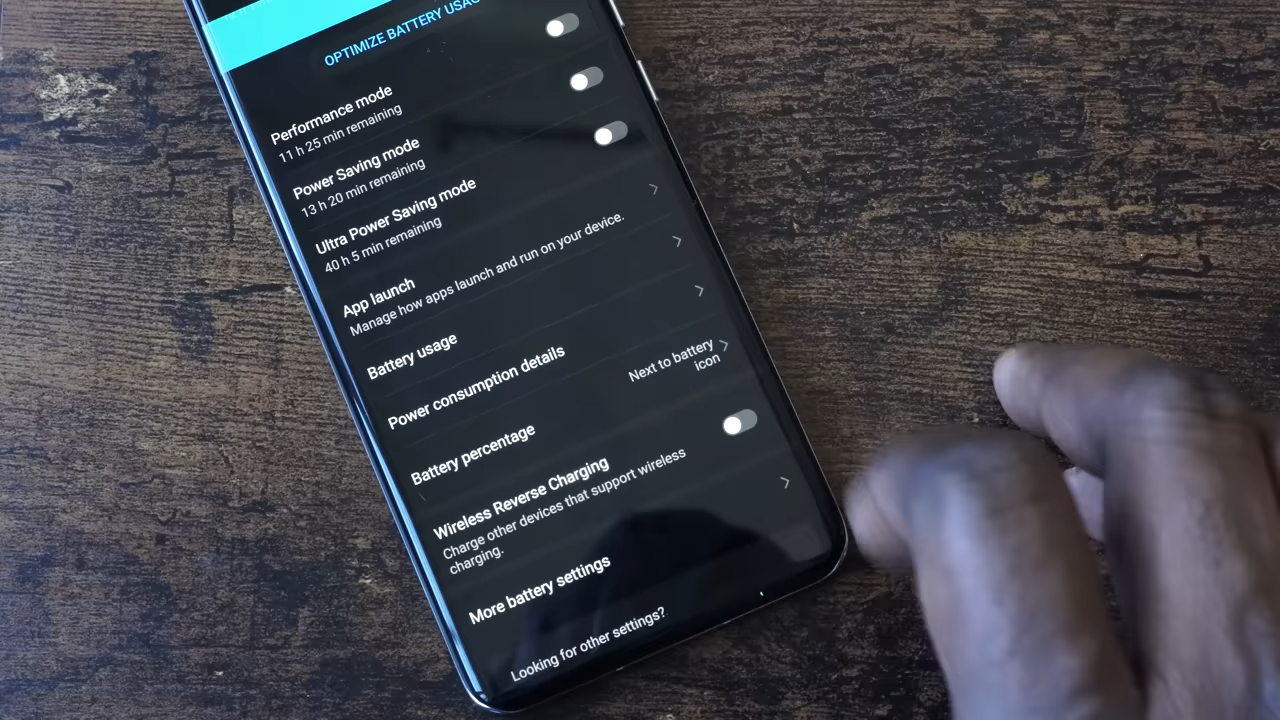 OPTIMIZE BATTERY USAG
Performance mode
11 h 25 min remaining
Power Saving mode
13 h 20 min remaining
Ultra Power Saving mode
40 h 5 min remaining
App launch
Manage how apps launch and run on your device.
Battery usage
Power consumption details
Battery percentage
Next to battery
icon
Wireless Reverse Charging
Charge other devices that support wireless
charging.
More battery settings
Looking for other settings?